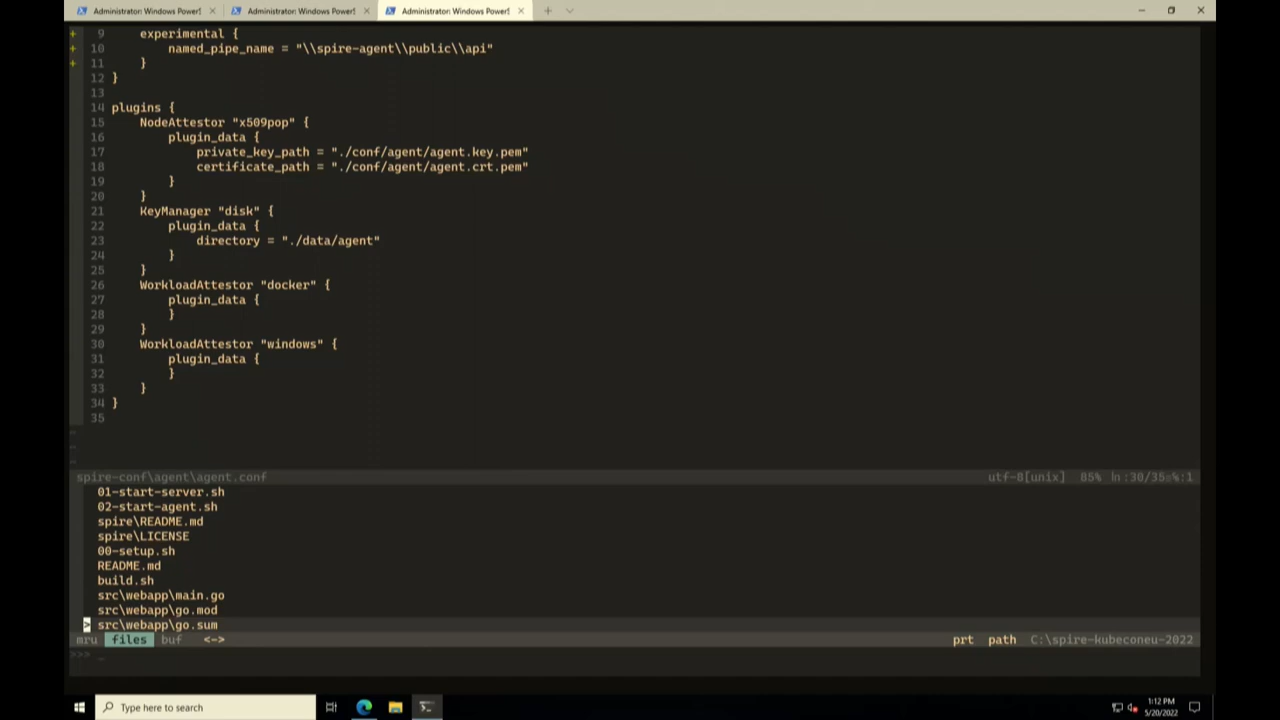 Administrator: Windows PowerS
Administrator: Windows PowerS
Administrator: Windows PowerS
+ 9 experimental {
+ 10 named_pipe_name = "\\spire-agent\\public\\api"
+ 11 }
12 }
13
14 plugins {
15 NodeAttestor "x509pop" {
16 plugin_data {
17 private_key_path = "./conf/agent/agent.key.pem"
18 certificate_path = "./conf/agent/agent.crt.pem"
19 }
20 }
21 KeyManager "disk" {
22 plugin_data {
23 directory = "./data/agent"
24 }
25 }
26 WorkloadAttestor "docker" {
27 plugin_data {
28 }
29 }
30 WorkloadAttestor "windows" {
31 plugin_data {
32 }
33 }
34 }
35
~
~
~
spire-conf\agent\agent.conf utf-8[unix] 85% ln:30/35 ℅:1
01-start-server.sh
02-start-agent.sh
spire\README.md
spire\LICENSE
00-setup.sh
README.md
build.sh
src\webapp\main.go
src\webapp\go.mod
> src\webapp\go.sum
mru files buf <-> prt path C:\spire-kubeconeu-2022
>>> _
Type here to search
1:12 PM
5/20/2022